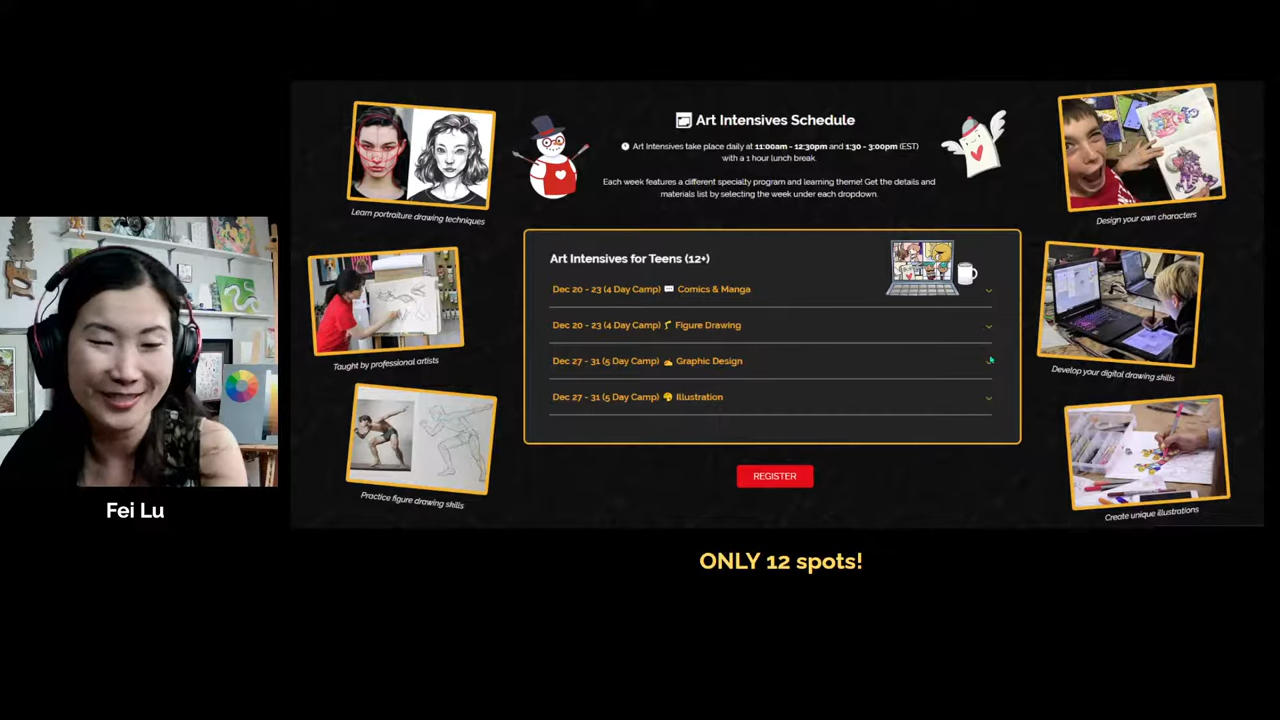 Art Intensives Schedule
Art Intensives take place daily at 11:00am - 12:30pm and 1:30 - 3:00pm (EST)
with a 1 hour lunch break.
Each week features a different specialty program and learning theme! Get the details and
materials list by selecting the week under each dropdown.
Learn portraiture drawing techniques
Taught by professional artists
Practice figure drawing skills
Art Intensives for Teens (12+)
Dec 20 - 23 (4 Day Camp) Comics & Manga
Dec 20 - 23 (4 Day Camp) Figure Drawing
Dec 27 - 31 (5 Day Camp) Graphic Design
Dec 27 - 31 (5 Day Camp) Illustration
REGISTER
Design your own characters
Develop your digital drawing skills
Create unique illustrations
Fei Lu
ONLY 12 spots!